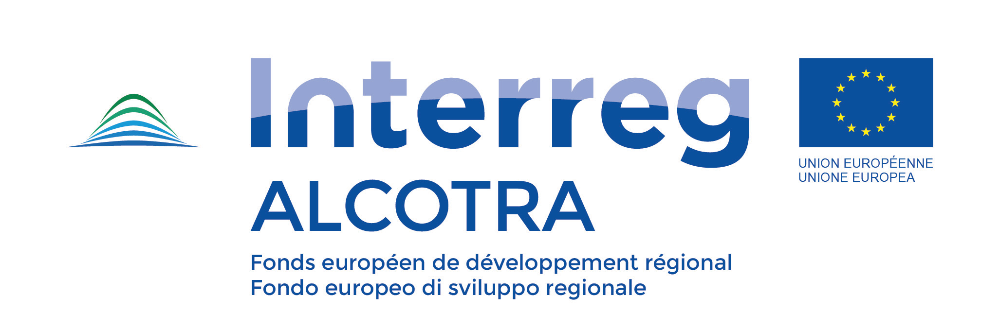 Interreg
ALCOTRA
Fonds européen de développement régional
Fondo europeo di sviluppo regionale
UNION EUROPÉENNE
UNIONE EUROPEA